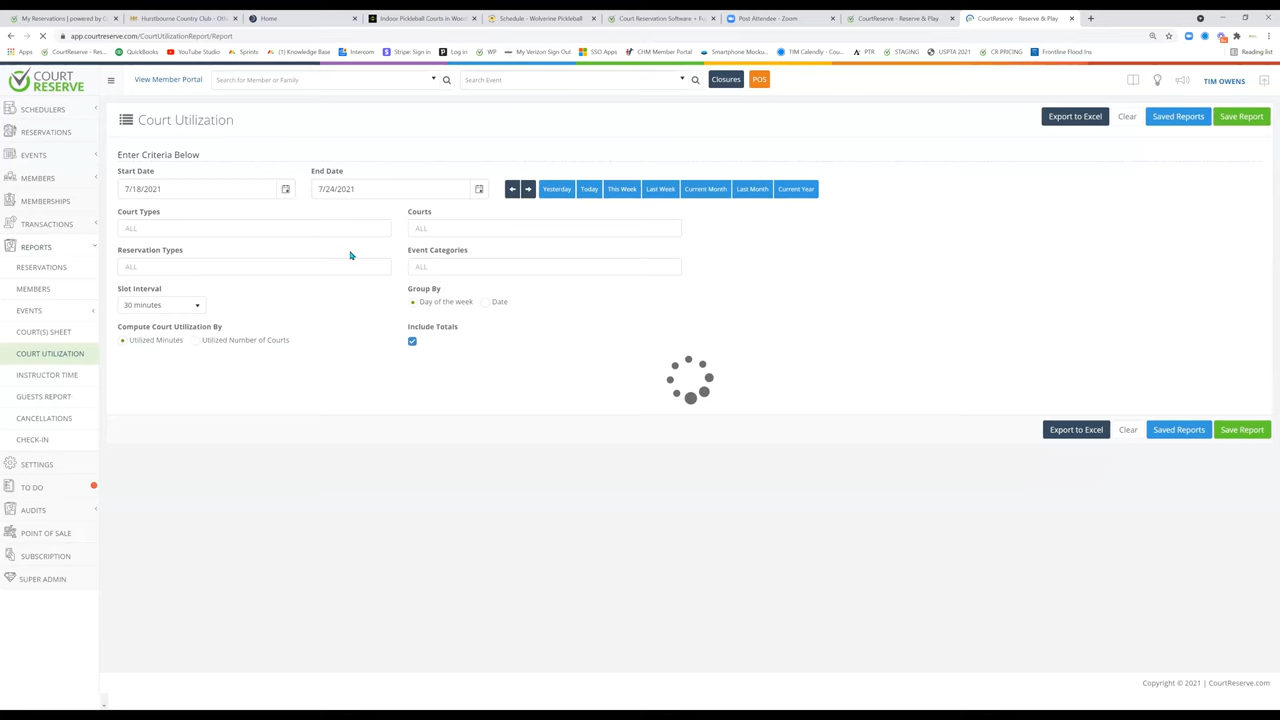 My Reservations | powered by C
Hurstbourne Country Club - Oth
Home
Indoor Pickleball Courts in Woo
Schedule - Wolverine Pickleball
Court Reservation Software + Fu
Post Attendee - Zoom
CourtReserve - Reserve & Play
CourtReserve - Reserve & Play
app.courtreserve.com/CourtUtilizationReport/Report
Apps
CourtReserve - Res...
QuickBooks
YouTube Studio
Sprints
(1) Knowledge Base
Intercom
Stripe: Sign in
Log in
WP
My Verizon Sign Out
SSO Apps
CHM Member Portal
Smartphone Mocku...
TIM Calendly - Cou...
PTR
STAGING
USPTA 2021
CR PRICING
Frontline Flood Ins
Reading list
COURT
RESERVE
View Member Portal
Search for Member or Family
Search Event
Closures
POS
TIM OWENS
SCHEDULERS
RESERVATIONS
EVENTS
MEMBERS
MEMBERSHIPS
TRANSACTIONS
REPORTS
RESERVATIONS
MEMBERS
EVENTS
COURT(S) SHEET
COURT UTILIZATION
INSTRUCTOR TIME
GUESTS REPORT
CANCELLATIONS
CHECK-IN
SETTINGS
TO DO
AUDITS
POINT OF SALE
SUBSCRIPTION
SUPER ADMIN
Court Utilization
Export to Excel
Clear
Saved Reports
Save Report
Enter Criteria Below
Start Date
End Date
7/18/2021
7/24/2021
Yesterday
Today
This Week
Last Week
Current Month
Last Month
Current Year
Court Types
Courts
ALL
ALL
Reservation Types
Event Categories
ALL
ALL
Slot Interval
Group By
30 minutes
Day of the week
Date
Compute Court Utilization By
Include Totals
Utilized Minutes
Utilized Number of Courts
Export to Excel
Clear
Saved Reports
Save Report
Copyright © 2021 | CourtReserve.com